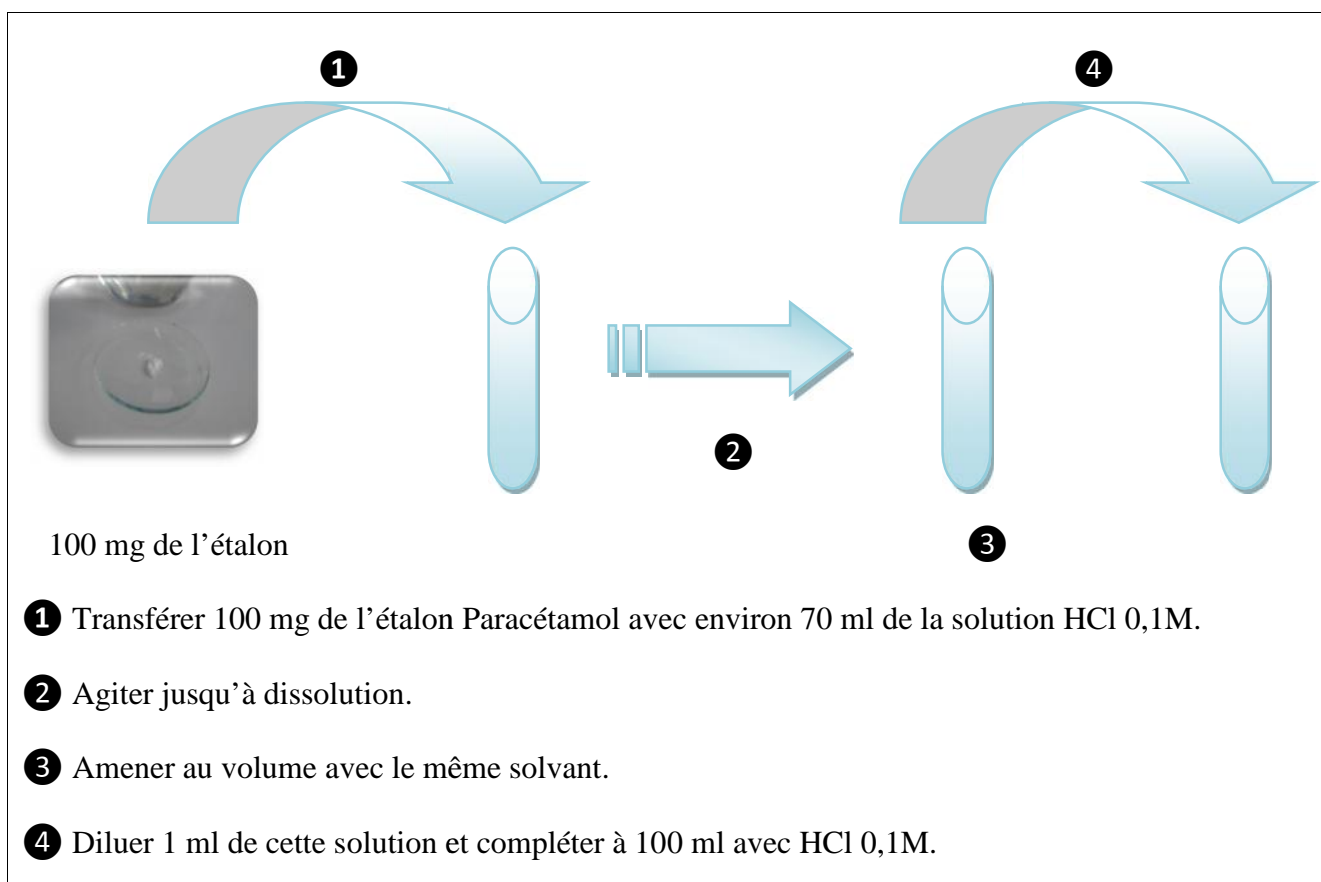 ❶ ❹
❷
100 mg de l’étalon ❸
❶ Transférer 100 mg de l’étalon Paracétamol avec environ 70 ml de la solution HCl 0,1M.
❷ Agiter jusqu’à dissolution.
❸ Amener au volume avec le même solvant.
❹ Diluer 1 ml de cette solution et compléter à 100 ml avec HCl 0,1M.